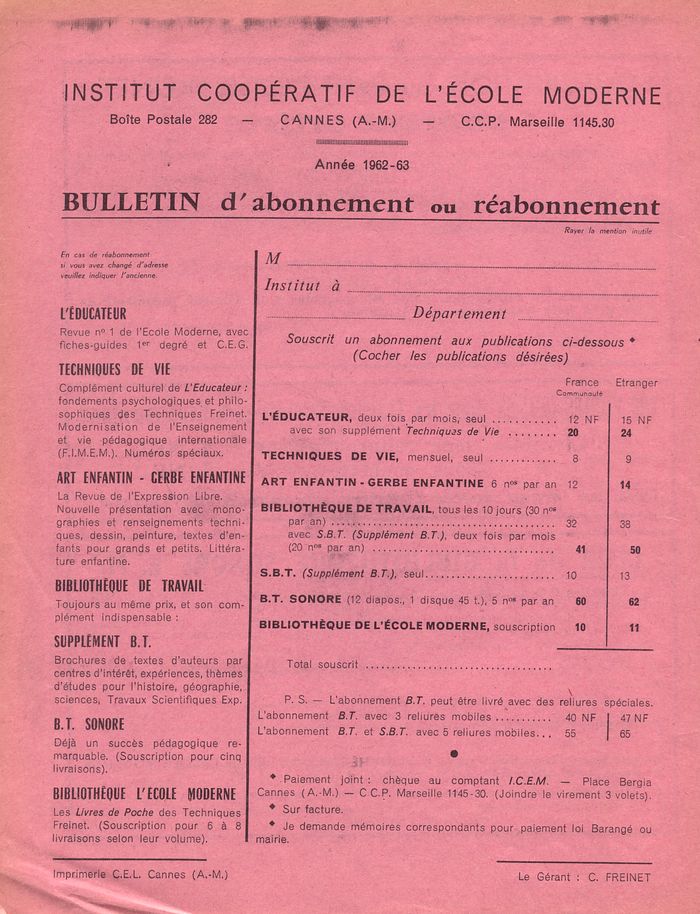 INSTITUT COOPÉRATIF DE L'ÉCOLE MODERNE
Boîte Postale 282 — CANNES (A.-M.) — C.C.P. Marseille 1145.30
Année 1962-63
BULLETIN d'abonnement ou réabonnement
Rayer la mention inutile
En cas de réabonnement
si vous avez changé d'adresse
veuillez indiquer l'ancienne.
L'ÉDUCATEUR
Revue nº 1 de l'Ecole Moderne, avec
fiches-guides 1er degré et C.E.G.
TECHNIQUES DE VIE
Complément culturel de L'Educateur :
fondements psychologiques et philo-
sophiques des Techniques Freinet.
Modernisation de l'Enseignement
et vie pédagogique internationale
(F.I.M.E.M.). Numéros spéciaux.
ART ENFANTIN - GERBE ENFANTINE
La Revue de l'Expression Libre.
Nouvelle présentation avec mono-
graphies et renseignements techni-
ques, dessin, peinture, textes d'en-
fants pour grands et petits. Littéra-
ture enfantine.
BIBLIOTHÈQUE DE TRAVAIL
Toujours au même prix, et son com-
plément indispensable :
SUPPLÉMENT B.T.
Brochures de textes d'auteurs par
centres d'intérêt, expériences, thèmes
d'études pour l'histoire, géographie,
sciences, Travaux Scientifiques Exp.
B.T. SONORE
Déjà un succès pédagogique re-
marquable. (Souscription pour cinq
livraisons).
BIBLIOTHÈQUE L'ECOLE MODERNE
Les Livres de Poche des Techniques
Freinet. (Souscription pour 6 à 8
livraisons selon leur volume).
M
Institut à
Département
Souscrit un abonnement aux publications ci-dessous ◆
(Cocher les publications désirées)
France Etranger
Communauté
L'ÉDUCATEUR, deux fois par mois, seul ........... 12 NF 15 NF
avec son supplément Techniques de Vie ........ 20 24
TECHNIQUES DE VIE, mensuel, seul ............ 8 9
ART ENFANTIN - GERBE ENFANTINE 6 nos par an 12 14
BIBLIOTHÈQUE DE TRAVAIL, tous les 10 jours (30 nos
par an) ........................................ 32 38
avec S.B.T. (Supplément B.T.), deux fois par mois
(20 nos par an) ................................ 41 50
S.B.T. (Supplément B.T.), seul....................... 10 13
B.T. SONORE (12 diapos., 1 disque 45 t.), 5 nos par an 60 62
BIBLIOTHÈQUE DE L'ÉCOLE MODERNE, souscription 10 11
Total souscrit ................................
P. S. — L'abonnement B.T. peut être livré avec des reliures spéciales.
L'abonnement B.T. avec 3 reliures mobiles ........... 40 NF 47 NF
L'abonnement B.T. et S.B.T. avec 5 reliures mobiles... 55 65
◆ Paiement joint : chèque au comptant I.C.E.M. — Place Bergia
Cannes (A.-M.) — C C.P. Marseille 1145-30. (Joindre le virement 3 volets).
◆ Sur facture.
◆ Je demande mémoires correspondants pour paiement loi Barangé ou
mairie.
Imprimerie C.E.L. Cannes (A.-M.)
Le Gérant : C. FREINET